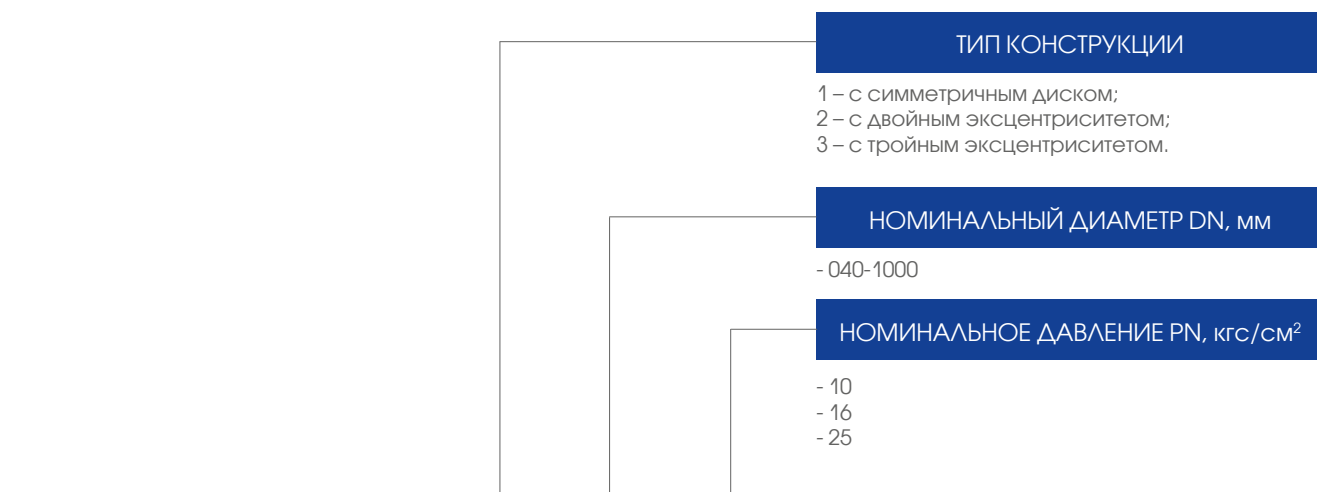 ТИП КОНСТРУКЦИИ
1 – с симметричным диском;
2 – с двойным эксцентриситетом;
3 – с тройным эксцентриситетом.
НОМИНАЛЬНЫЙ ДИАМЕТР DN, мм
- 040-1000
НОМИНАЛЬНОЕ ДАВЛЕНИЕ PN, кгс/см²
- 10
- 16
- 25